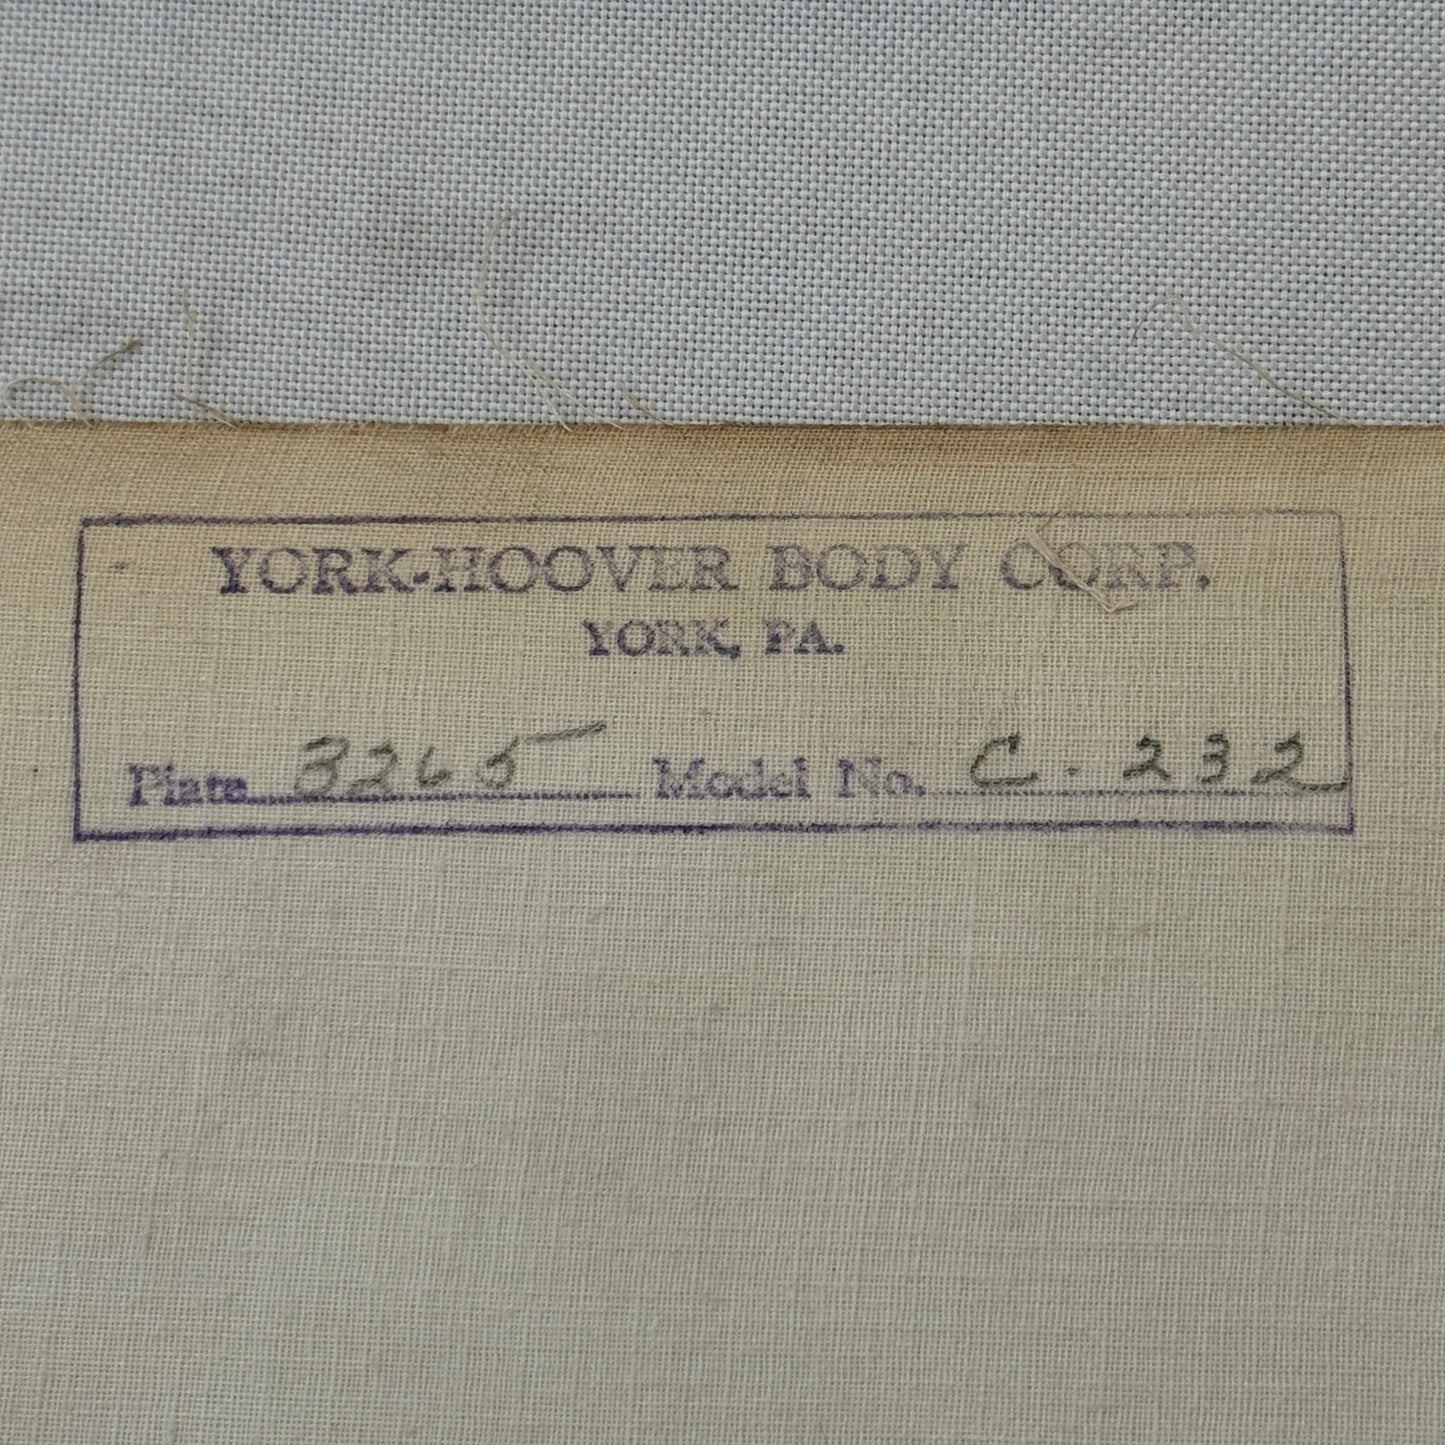 YORK-HOOVER BODY CORP.
YORK, PA.
Plate 3265 Model No. C. 232